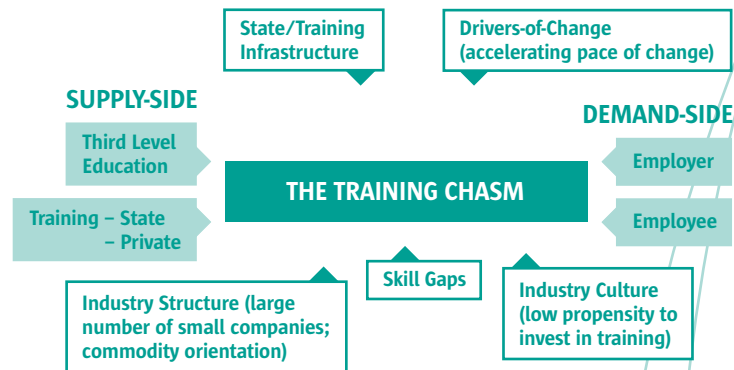 State/Training
Infrastructure
Drivers-of-Change
(accelerating pace of change)
SUPPLY-SIDE
DEMAND-SIDE
Third Level
Education
Employer
THE TRAINING CHASM
Training – State
– Private
Employee
Skill Gaps
Industry Structure (large
number of small companies;
commodity orientation)
Industry Culture
(low propensity to
invest in training)